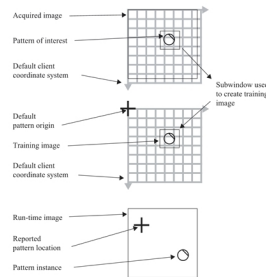 Acquired image
Pattern of interest
Default client
coordinate system
Subwindow used
to create training
image
Default
pattern origin
Training image
Default client
coordinate system
Run-time image
Reported
pattern location
Pattern instance